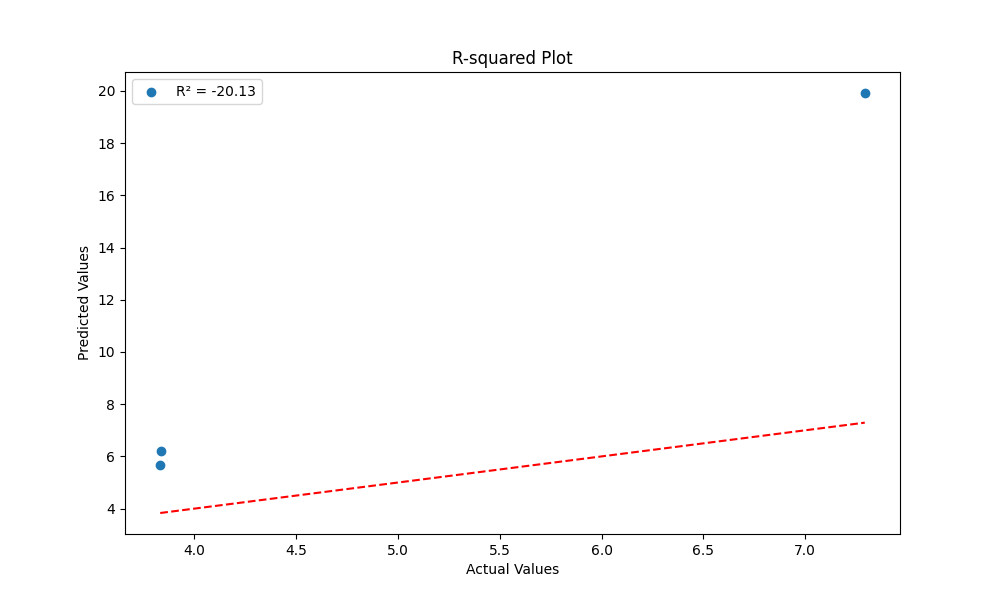 R-squared Plot
R² = -20.13
20
18
16
14
12
10
8
6
4
Predicted Values
4.0 4.5 5.0 5.5 6.0 6.5 7.0
Actual Values